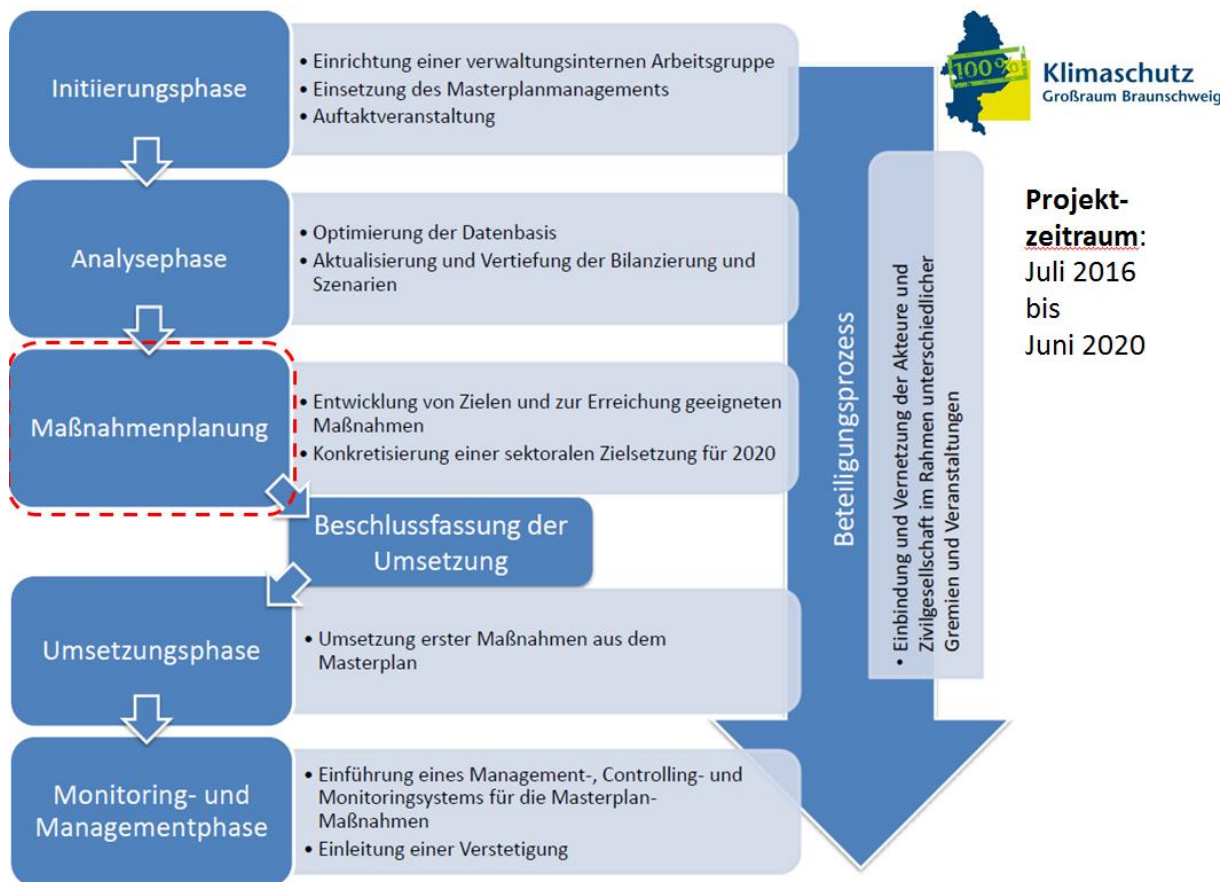 Initiierungsphase
• Einrichtung einer verwaltungsinternen Arbeitsgruppe
• Einsetzung des Masterplanmanagements
• Auftaktveranstaltung
Analysephase
• Optimierung der Datenbasis
• Aktualisierung und Vertiefung der Bilanzierung und
Szenarien
Maßnahmenplanung
• Entwicklung von Zielen und zur Erreichung geeigneten
Maßnahmen
• Konkretisierung einer sektoralen Zielsetzung für 2020
Beschlussfassung der
Umsetzung
Umsetzungsphase
• Umsetzung erster Maßnahmen aus dem
Masterplan
Monitoring- und
Managementphase
• Einführung eines Management-, Controlling- und
Monitoringsystems für die Masterplan-
Maßnahmen
• Einleitung einer Verstetigung
Beteiligungsprozess
• Einbindung und Vernetzung der Akteure und
Zivilgesellschaft im Rahmen unterschiedlicher
Gremien und Veranstaltungen
100%
Klimaschutz
Großraum Braunschweig
Projekt-
zeitraum:
Juli 2016
bis
Juni 2020